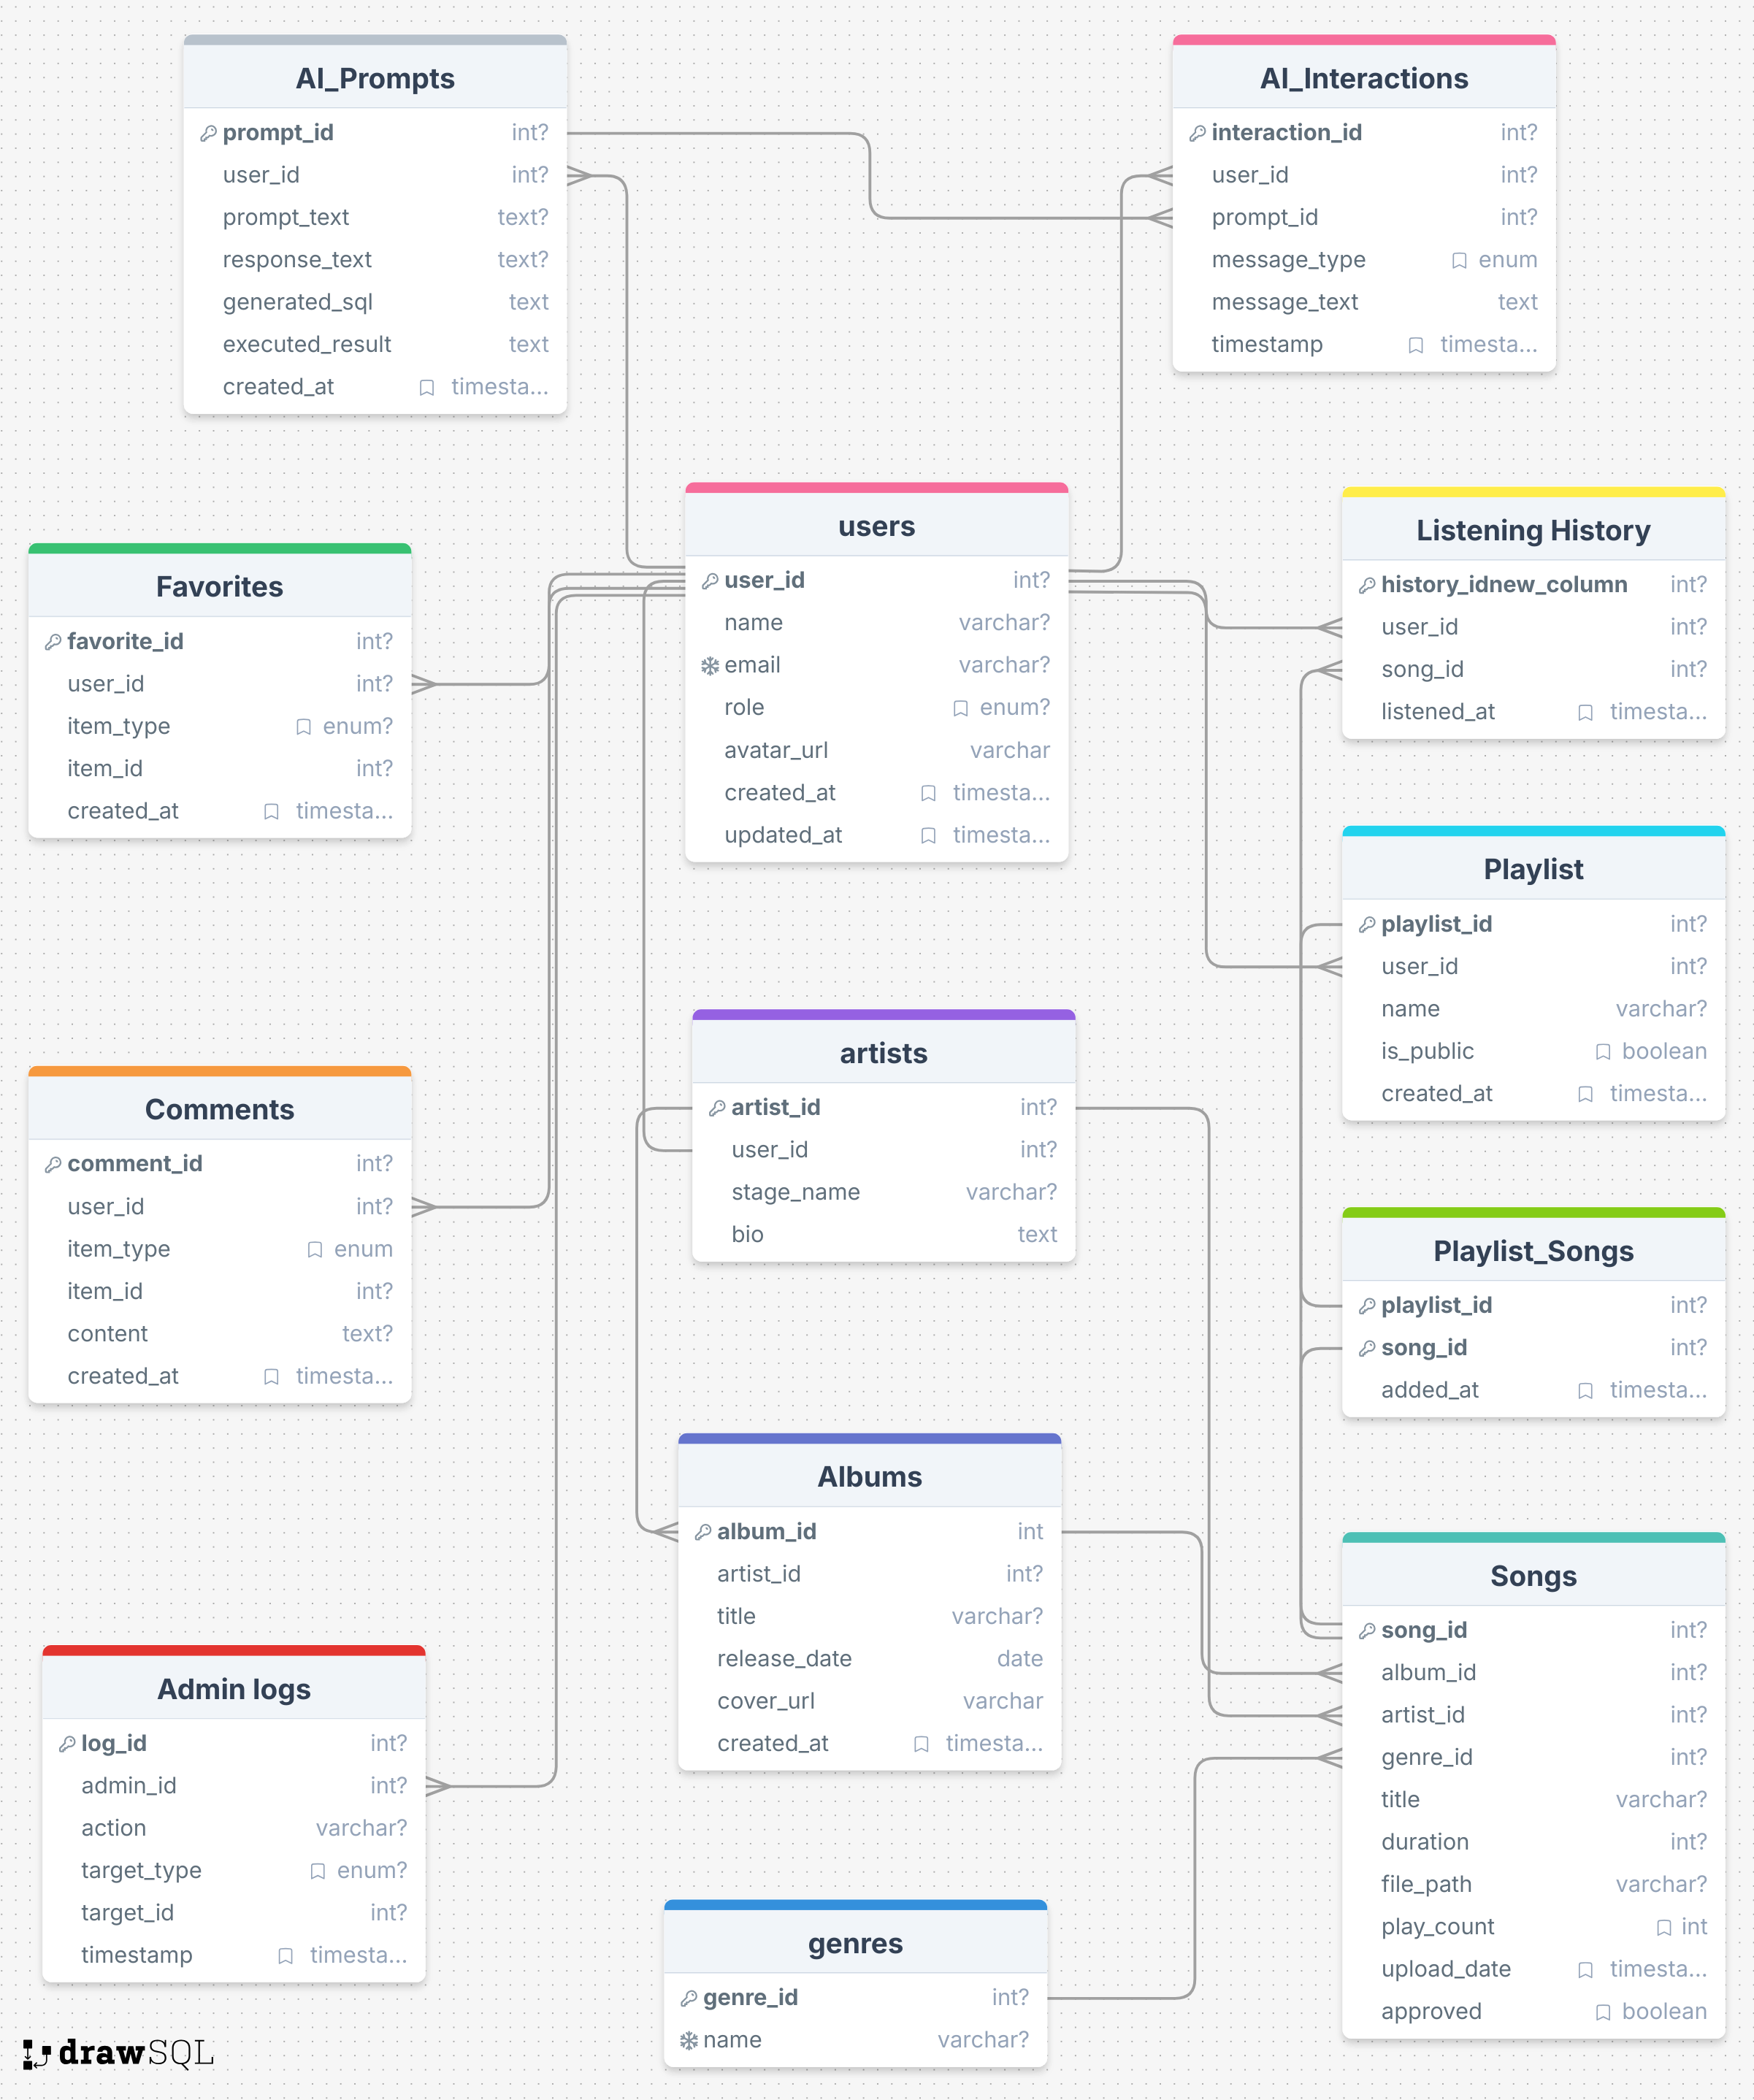 AI_Prompts
prompt_id int?
user_id int?
prompt_text text?
response_text text?
generated_sql text
executed_result text
created_at timesta...
AI_Interactions
interaction_id int?
user_id int?
prompt_id int?
message_type enum
message_text text
timestamp timesta...
users
user_id int?
name varchar?
email varchar?
role enum?
avatar_url varchar
created_at timesta...
updated_at timesta...
Listening History
history_idnew_column int?
user_id int?
song_id int?
listened_at timesta...
Favorites
favorite_id int?
user_id int?
item_type enum?
item_id int?
created_at timesta...
Playlist
playlist_id int?
user_id int?
name varchar?
is_public boolean
created_at timesta...
artists
artist_id int?
user_id int?
stage_name varchar?
bio text
Comments
comment_id int?
user_id int?
item_type enum
item_id int?
content text?
created_at timesta...
Playlist_Songs
playlist_id int?
song_id int?
added_at timesta...
Albums
album_id int
artist_id int?
title varchar?
release_date date
cover_url varchar
created_at timesta...
Songs
song_id int?
album_id int?
artist_id int?
genre_id int?
title varchar?
duration int?
file_path varchar?
play_count int
upload_date timesta...
approved boolean
Admin logs
log_id int?
admin_id int?
action varchar?
target_type enum?
target_id int?
timestamp timesta...
genres
genre_id int?
name varchar?
drawSQL